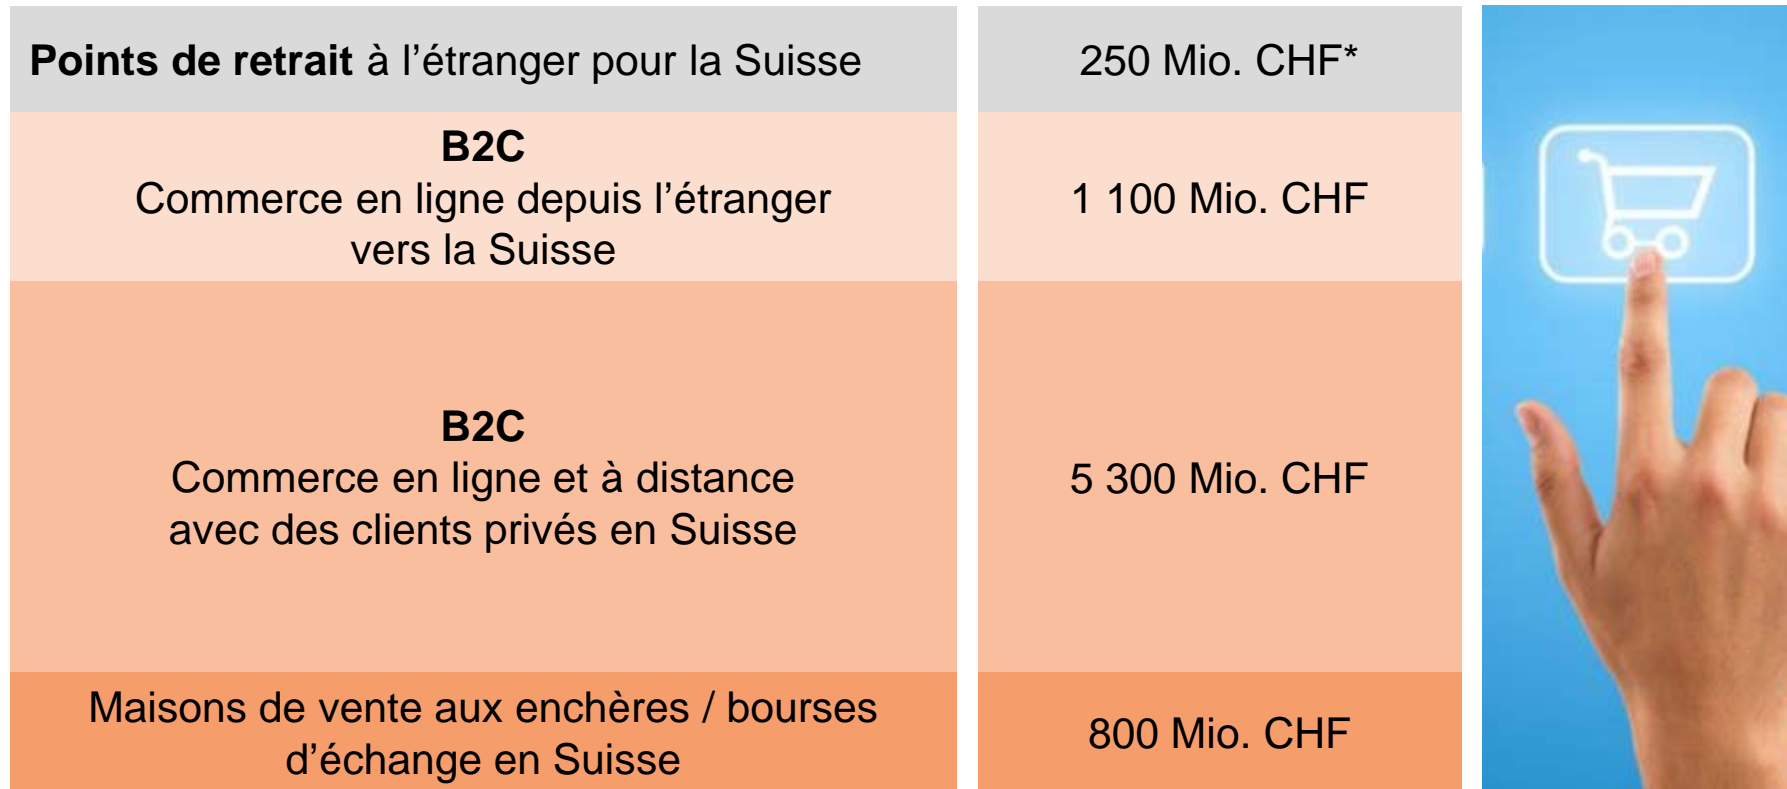 Points de retrait à l’étranger pour la Suisse
250 Mio. CHF*
B2C
Commerce en ligne depuis l’étranger
vers la Suisse
1 100 Mio. CHF
B2C
Commerce en ligne et à distance
avec des clients privés en Suisse
5 300 Mio. CHF
Maisons de vente aux enchères / bourses
d’échange en Suisse
800 Mio. CHF